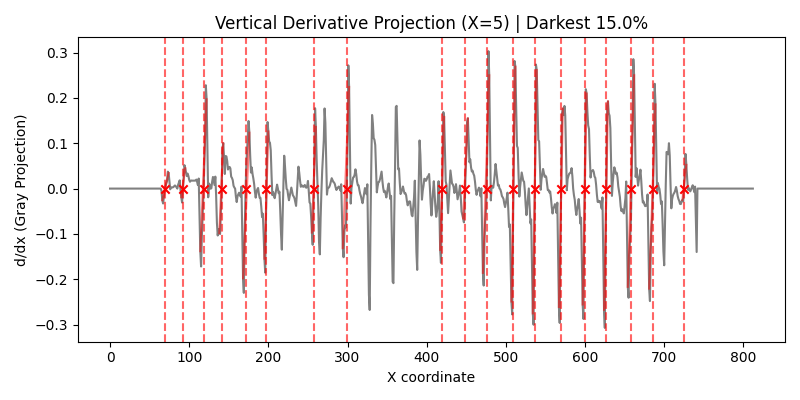 Vertical Derivative Projection (X=5) | Darkest 15.0%
d/dx (Gray Projection)
0.3
0.2
0.1
0.0
−0.1
−0.2
−0.3
0 100 200 300 400 500 600 700 800
X coordinate